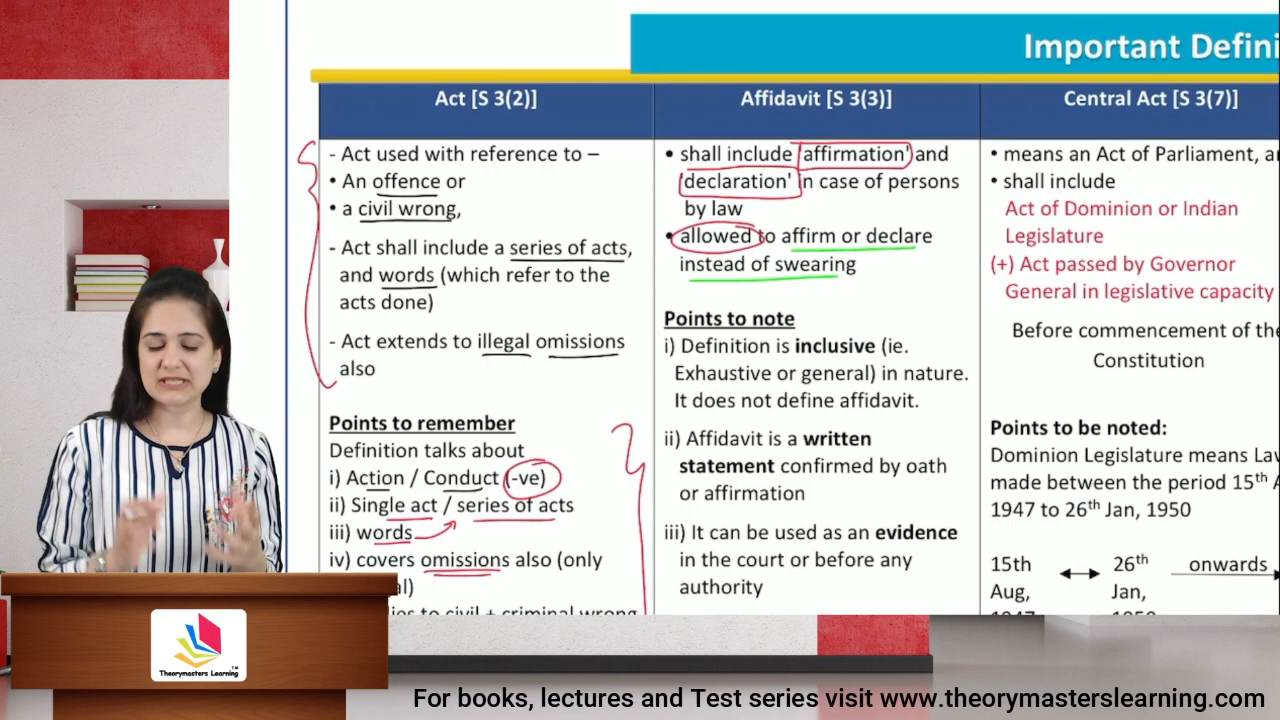 Important Defini
Act [S 3(2)]
- Act used with reference to –
• An offence or
• a civil wrong,
- Act shall include a series of acts,
and words (which refer to the
acts done)
- Act extends to illegal omissions
also
Points to remember
Definition talks about
i) Action / Conduct (-ve)
ii) Single act / series of acts
iii) words
iv) covers omissions also (only
al)
to civil + criminal wrong
Affidavit [S 3(3)]
• shall include 'affirmation' and
'declaration' in case of persons
by law
• allowed to affirm or declare
instead of swearing
Points to note
i) Definition is inclusive (ie.
Exhaustive or general) in nature.
It does not define affidavit.
ii) Affidavit is a written
statement confirmed by oath
or affirmation
iii) It can be used as an evidence
in the court or before any
authority
Central Act [S 3(7)]
• means an Act of Parliament, a
• shall include
Act of Dominion or Indian
Legislature
(+) Act passed by Governor
General in legislative capacity
Before commencement of the
Constitution
Points to be noted:
Dominion Legislature means La
made between the period 15th A
1947 to 26th Jan, 1950
15th
Aug,
1947
26th
Jan,
1950
onwards
Theorymasters Learning™
For books, lectures and Test series visit www.theorymasterslearning.com